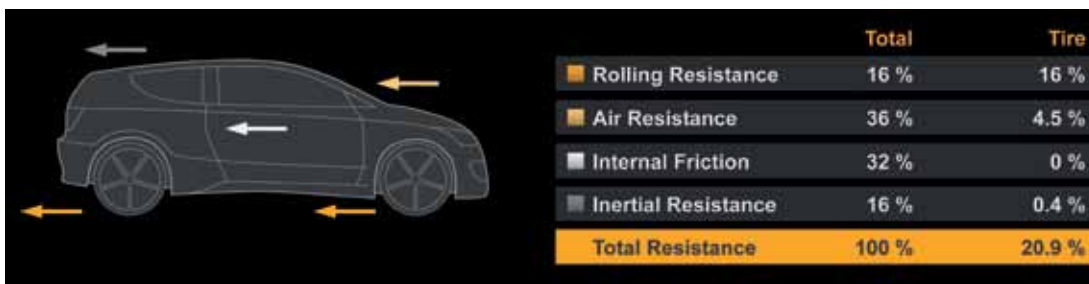 Total Tire
Rolling Resistance 16 % 16 %
Air Resistance 36 % 4.5 %
Internal Friction 32 % 0 %
Inertial Resistance 16 % 0.4 %
Total Resistance 100 % 20.9 %